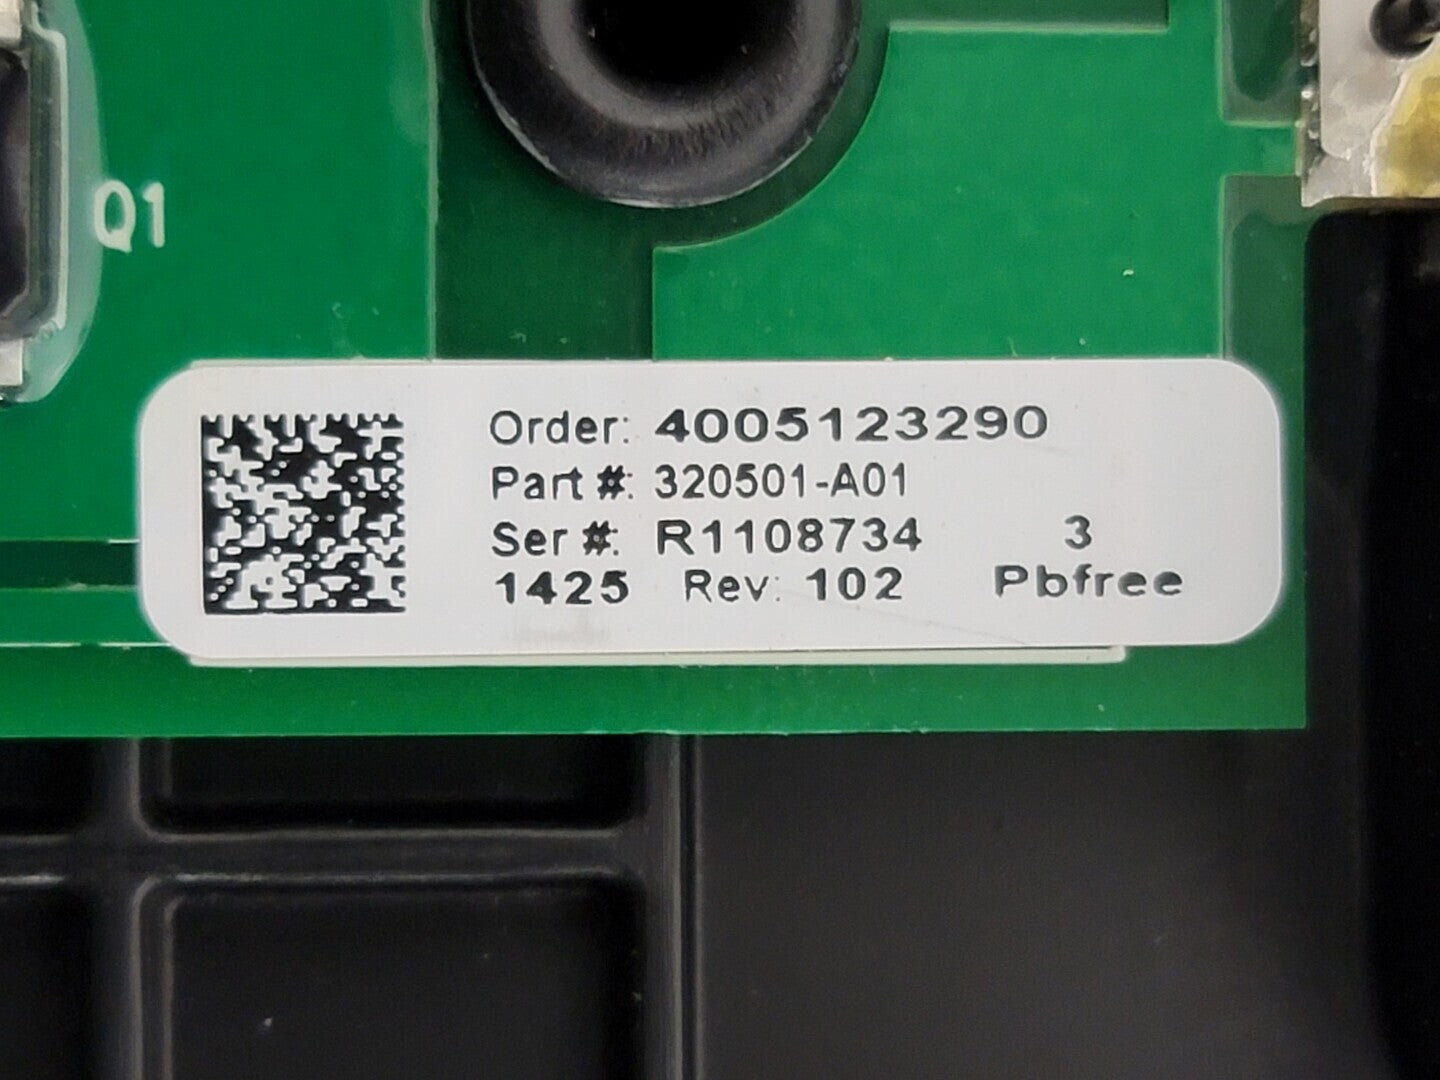 Q1
Order: 4005123290
Part #: 320501-A01
Ser #: R1108734 3
1425 Rev: 102 Pbfree